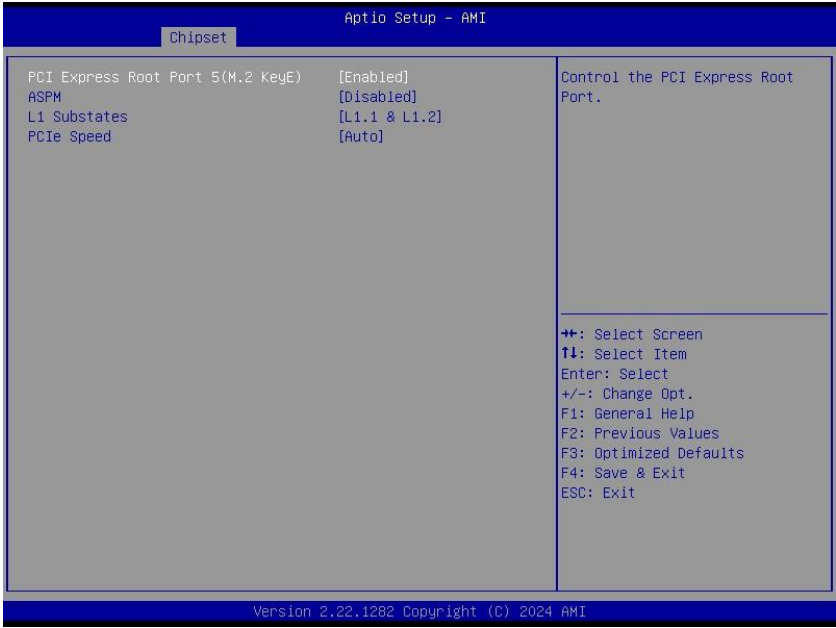 Aptio Setup – AMI
Chipset
PCI Express Root Port 5(M.2 KeyE) [Enabled]
ASPM [Disabled]
L1 Substates [L1.1 & L1.2]
PCIe Speed [Auto]
Control the PCI Express Root
Port.
→←: Select Screen
↑↓: Select Item
Enter: Select
+/-: Change Opt.
F1: General Help
F2: Previous Values
F3: Optimized Defaults
F4: Save & Exit
ESC: Exit
Version 2.22.1282 Copyright (C) 2024 AMI